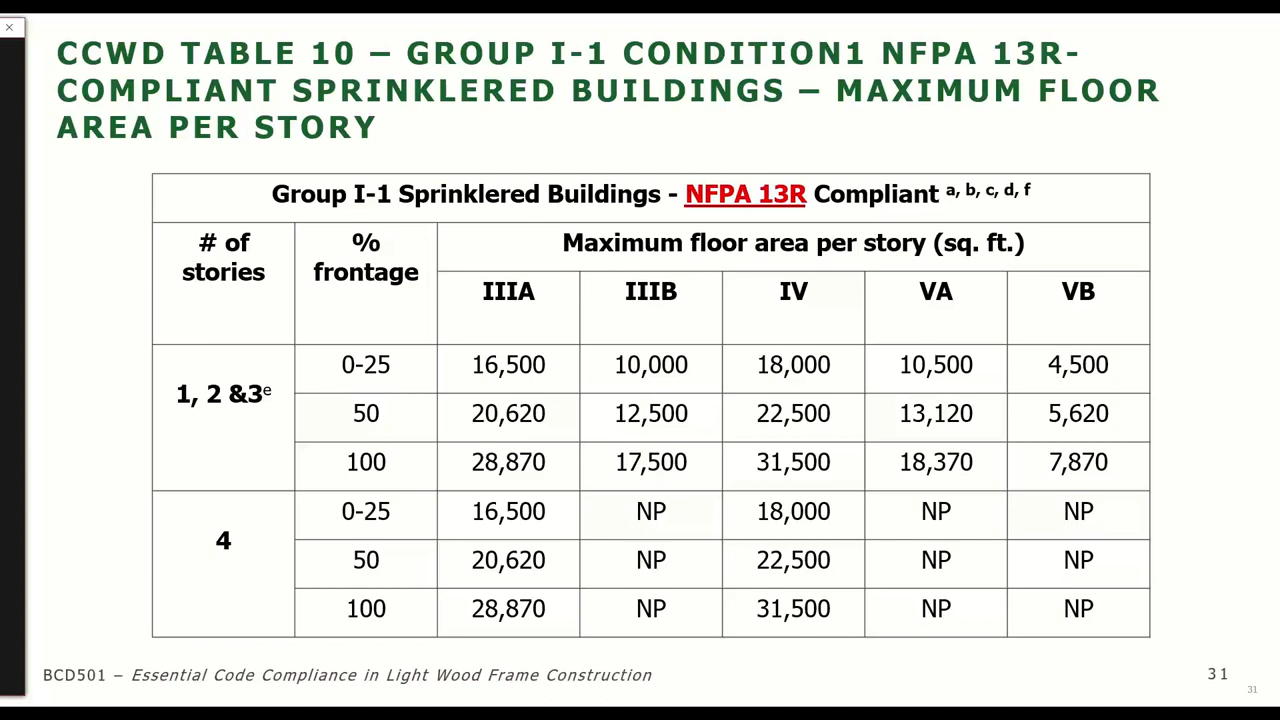 CCWD TABLE 10 – GROUP I-1 CONDITION1 NFPA 13R-
COMPLIANT SPRINKLERED BUILDINGS – MAXIMUM FLOOR
AREA PER STORY
Group I-1 Sprinklered Buildings - NFPA 13R Compliant a, b, c, d, f
# of stories % frontage Maximum floor area per story (sq. ft.)
IIIA IIIB IV VA VB
1, 2 &3e
0-25 16,500 10,000 18,000 10,500 4,500
50 20,620 12,500 22,500 13,120 5,620
100 28,870 17,500 31,500 18,370 7,870
4
0-25 16,500 NP 18,000 NP NP
50 20,620 NP 22,500 NP NP
100 28,870 NP 31,500 NP NP
BCD501 – Essential Code Compliance in Light Wood Frame Construction
31
31